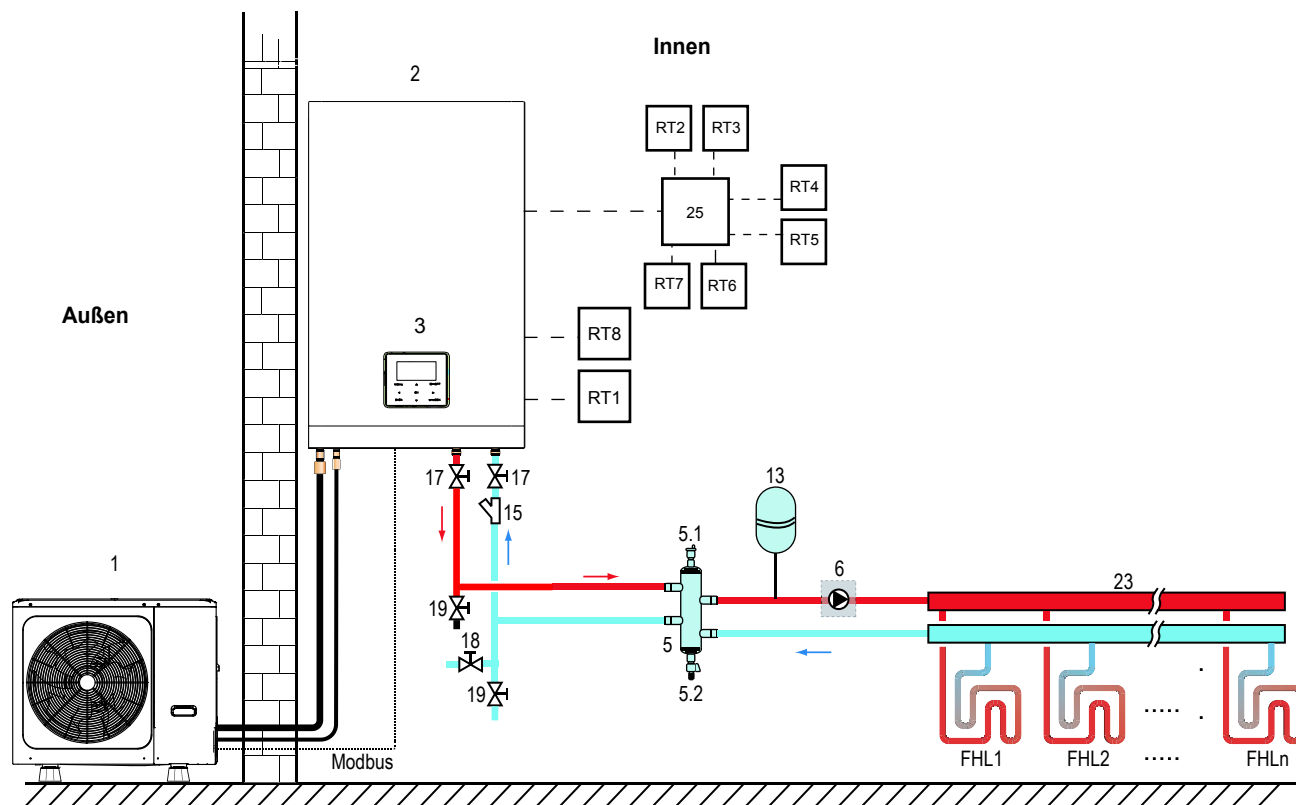 Innen
2
RT2
RT3
RT4
25
RT5
RT7
RT6
Außen
3
RT8
RT1
17
17
13
15
5.1
1
6
23
19
18
5
19
5.2
.....
FHL1
FHL2
.....
FHLn
Modbus